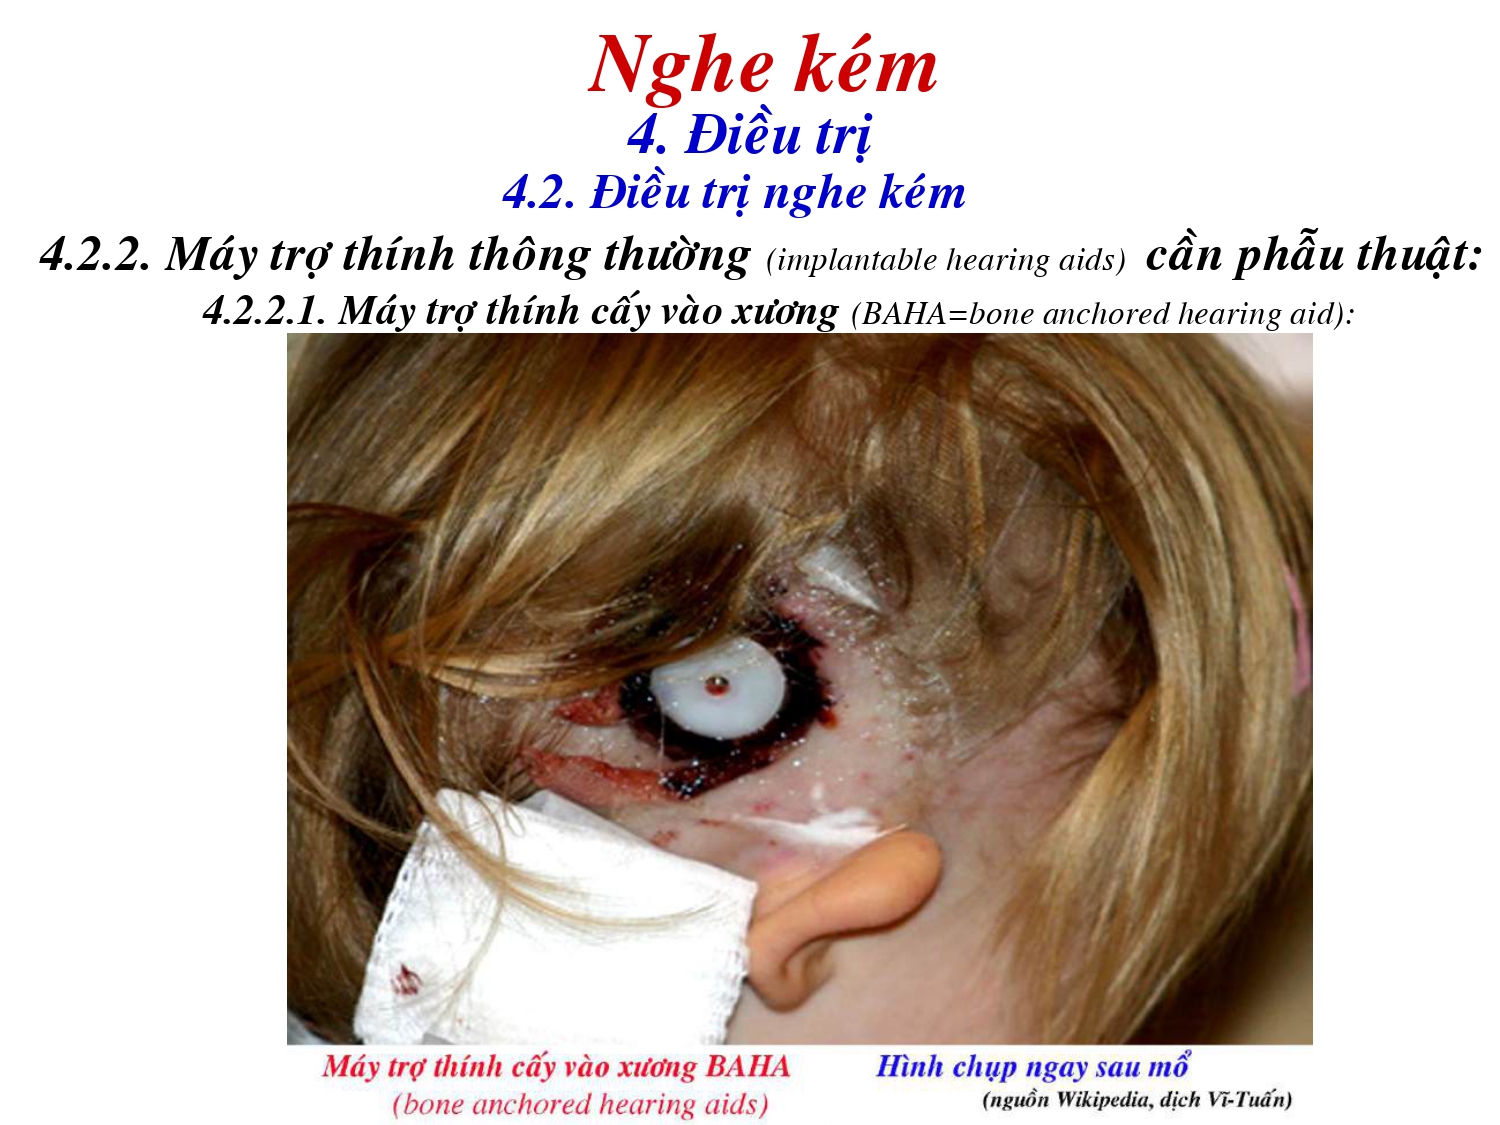 Nghe kém
4. Điều trị
4.2. Điều trị nghe kém
4.2.2. Máy trợ thính thông thường (implantable hearing aids) cần phẫu thuật:
4.2.2.1. Máy trợ thính cấy vào xương (BAHA=bone anchored hearing aid):
Máy trợ thính cấy vào xương BAHA
(bone anchored hearing aids)
Hình chụp ngay sau mổ
(nguồn Wikipedia, dịch Vĩ-Tuấn)